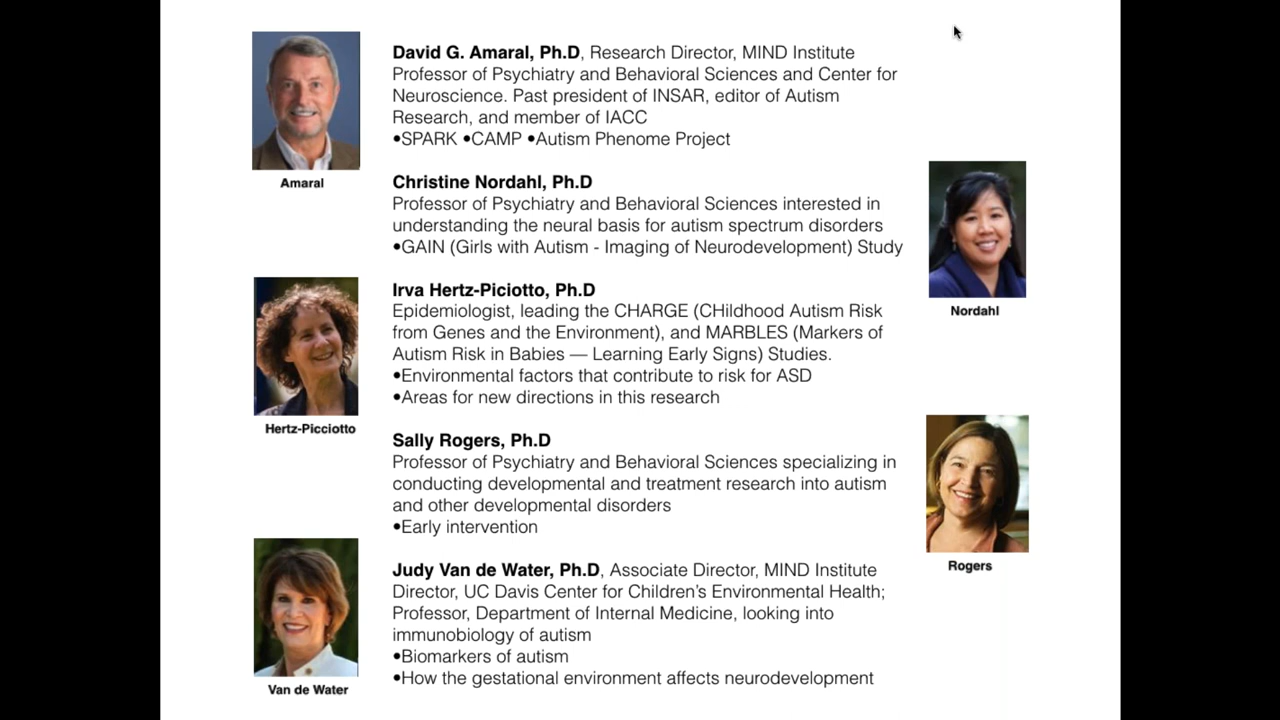 David G. Amaral, Ph.D, Research Director, MIND Institute
Professor of Psychiatry and Behavioral Sciences and Center for
Neuroscience. Past president of INSAR, editor of Autism
Research, and member of IACC
•SPARK •CAMP •Autism Phenome Project
Amaral
Christine Nordahl, Ph.D
Professor of Psychiatry and Behavioral Sciences interested in
understanding the neural basis for autism spectrum disorders
•GAIN (Girls with Autism - Imaging of Neurodevelopment) Study
Nordahl
Irva Hertz-Piciotto, Ph.D
Epidemiologist, leading the CHARGE (CHildhood Autism Risk
from Genes and the Environment), and MARBLES (Markers of
Autism Risk in Babies — Learning Early Signs) Studies.
•Environmental factors that contribute to risk for ASD
•Areas for new directions in this research
Hertz-Picciotto
Sally Rogers, Ph.D
Professor of Psychiatry and Behavioral Sciences specializing in
conducting developmental and treatment research into autism
and other developmental disorders
•Early intervention
Rogers
Judy Van de Water, Ph.D, Associate Director, MIND Institute
Director, UC Davis Center for Children's Environmental Health;
Professor, Department of Internal Medicine, looking into
immunobiology of autism
•Biomarkers of autism
•How the gestational environment affects neurodevelopment
Van de Water